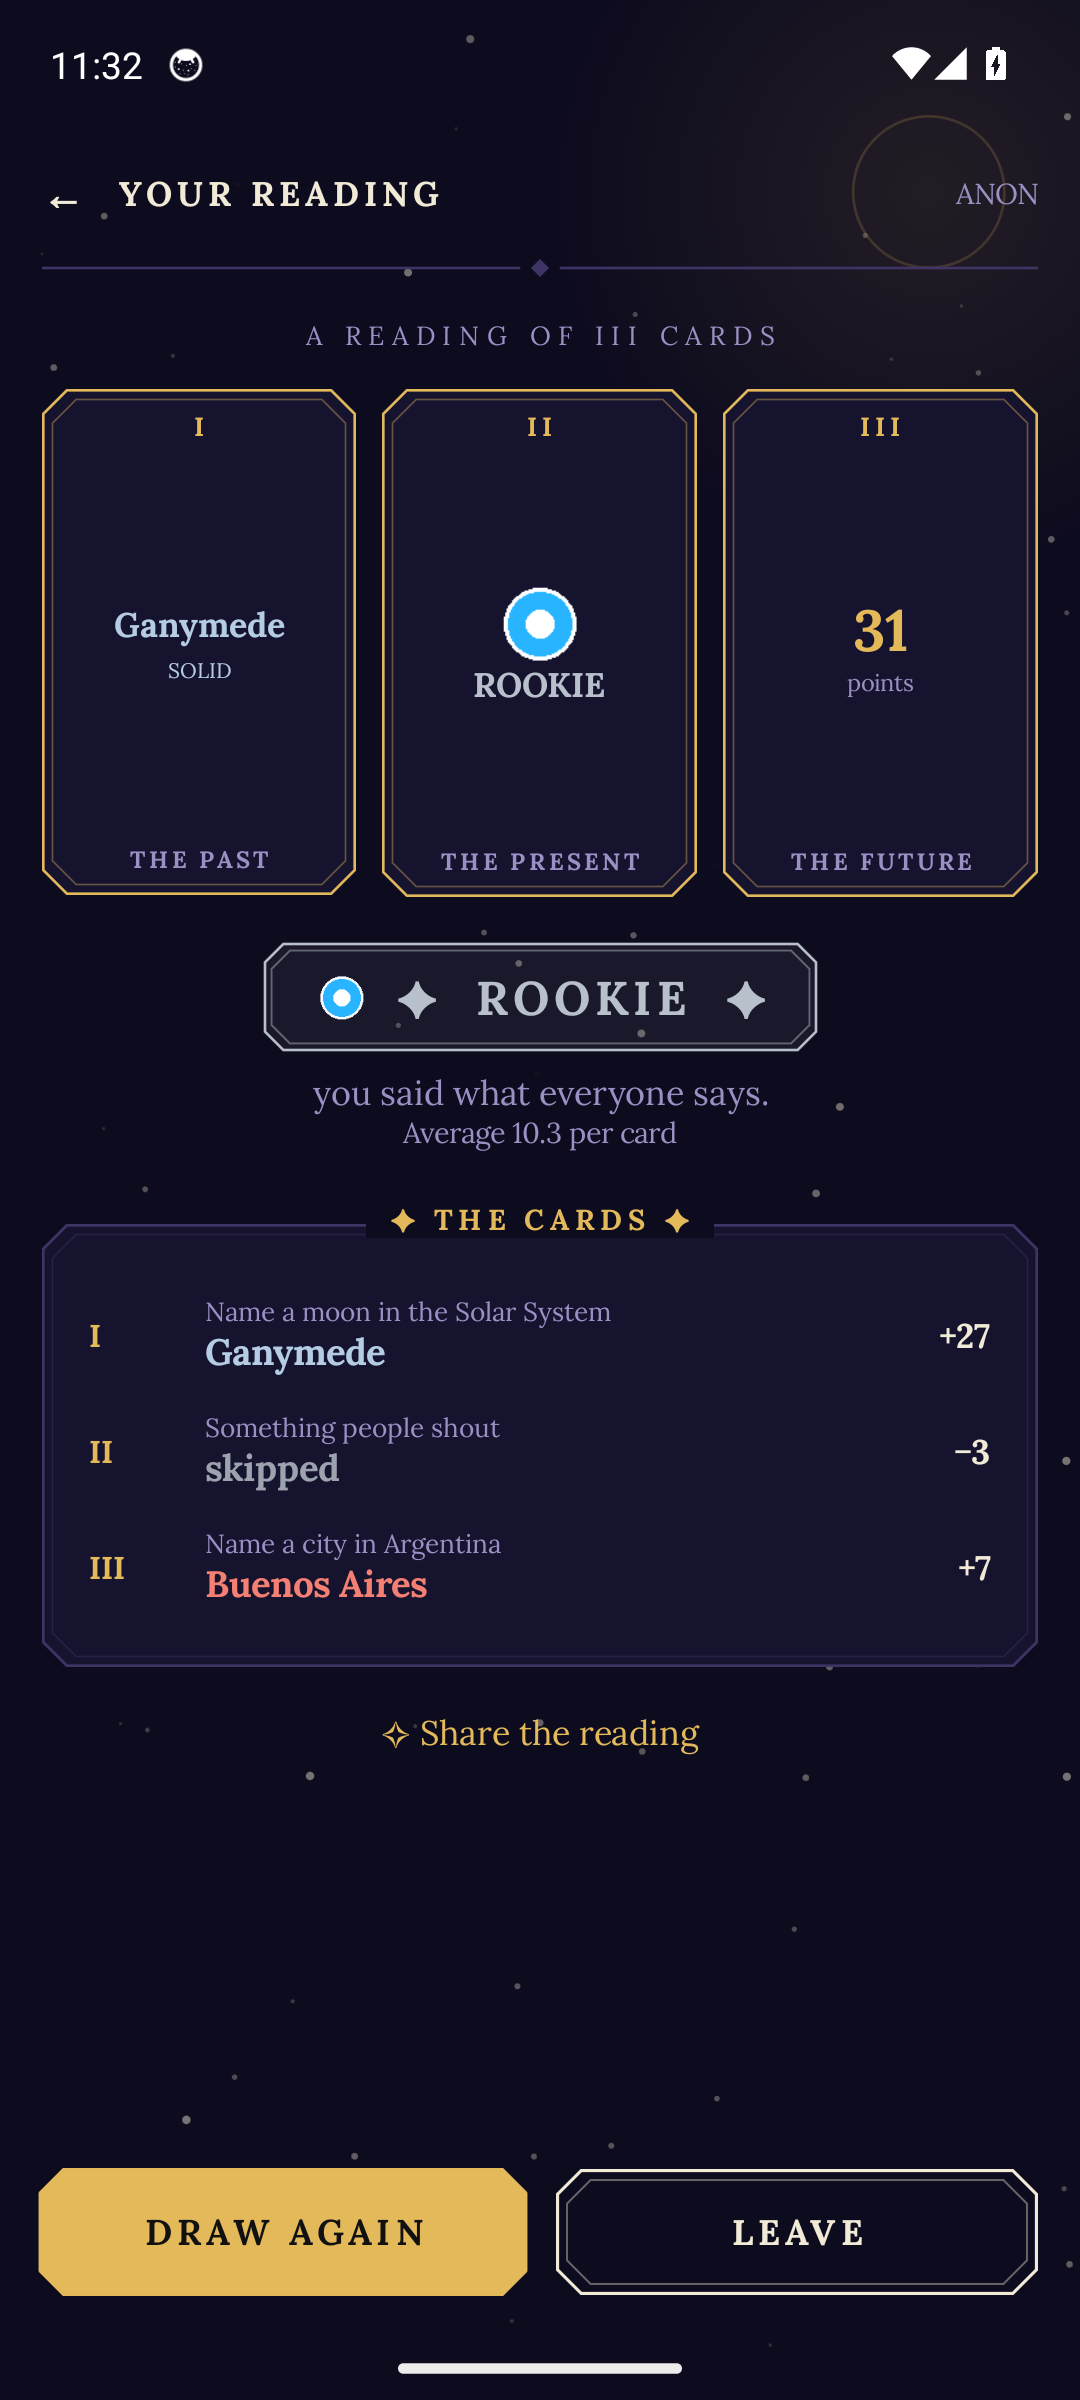 11:32
← YOUR READING
ANON
A READING OF III CARDS
I
Ganymede
SOLID
THE PAST
II
ROOKIE
THE PRESENT
III
31
points
THE FUTURE
ROOKIE
you said what everyone says.
Average 10.3 per card
THE CARDS
I
Name a moon in the Solar System
Ganymede
+27
II
Something people shout
skipped
−3
III
Name a city in Argentina
Buenos Aires
+7
Share the reading
DRAW AGAIN
LEAVE